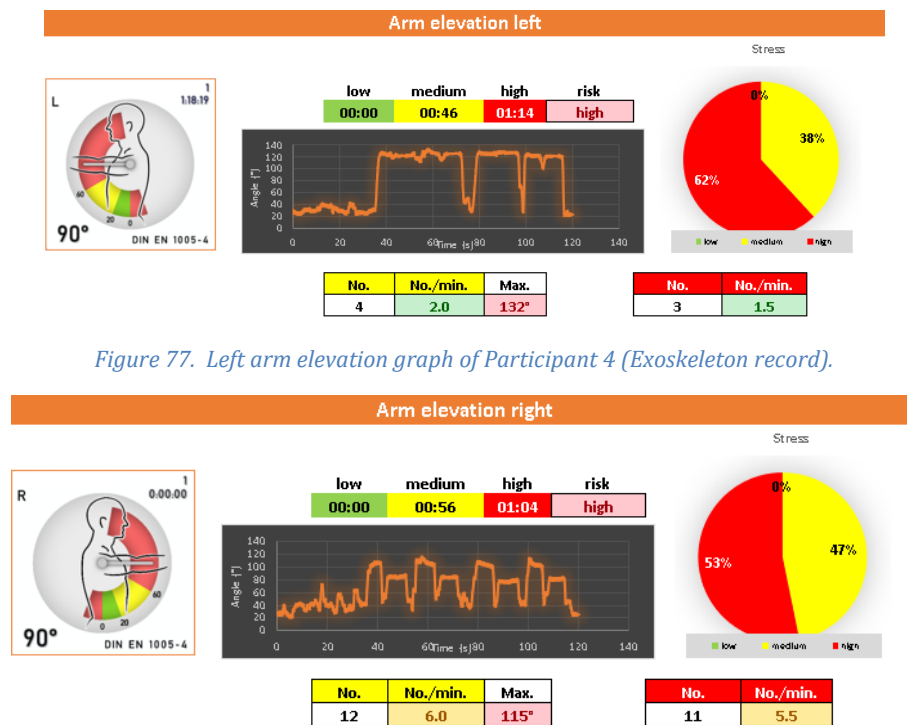 Arm elevation left
Stress
L
1
1:18:19
60
20
0
90°
DIN EN 1005-4
low medium high risk
00:00 00:46 01:14 high
140
120
100
80
60
40
20
0
Angle (°)
0 20 40 60 Time (s) 80 100 120 140
0%
38%
62%
low medium high
No. No./min. Max.
4 2.0 132°
No. No./min.
3 1.5
Figure 77. Left arm elevation graph of Participant 4 (Exoskeleton record).
Arm elevation right
Stress
R
1
0:00:00
60
20
0
90°
DIN EN 1005-4
low medium high risk
00:00 00:56 01:04 high
140
120
100
80
60
40
20
0
Angle (°)
0 20 40 60 Time (s) 80 100 120 140
0%
47%
53%
low medium high
No. No./min. Max.
12 6.0 115°
No. No./min.
11 5.5